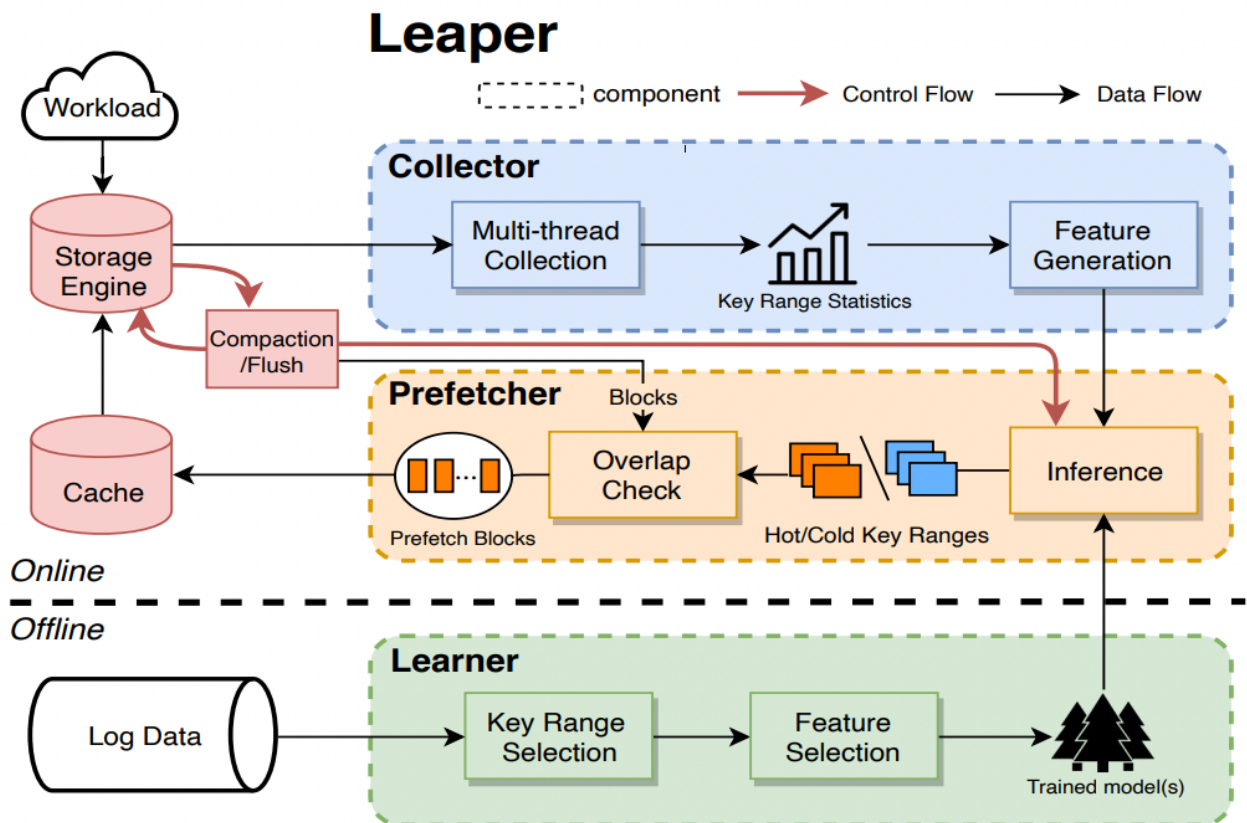 Leaper
component
Control Flow
Data Flow
Workload
Collector
Storage
Engine
Multi-thread
Collection
Key Range Statistics
Feature
Generation
Compaction
/Flush
Prefetcher
Blocks
Cache
Prefetch Blocks
Overlap
Check
Hot/Cold Key Ranges
Inference
Online
Offline
Learner
Log Data
Key Range
Selection
Feature
Selection
Trained model(s)